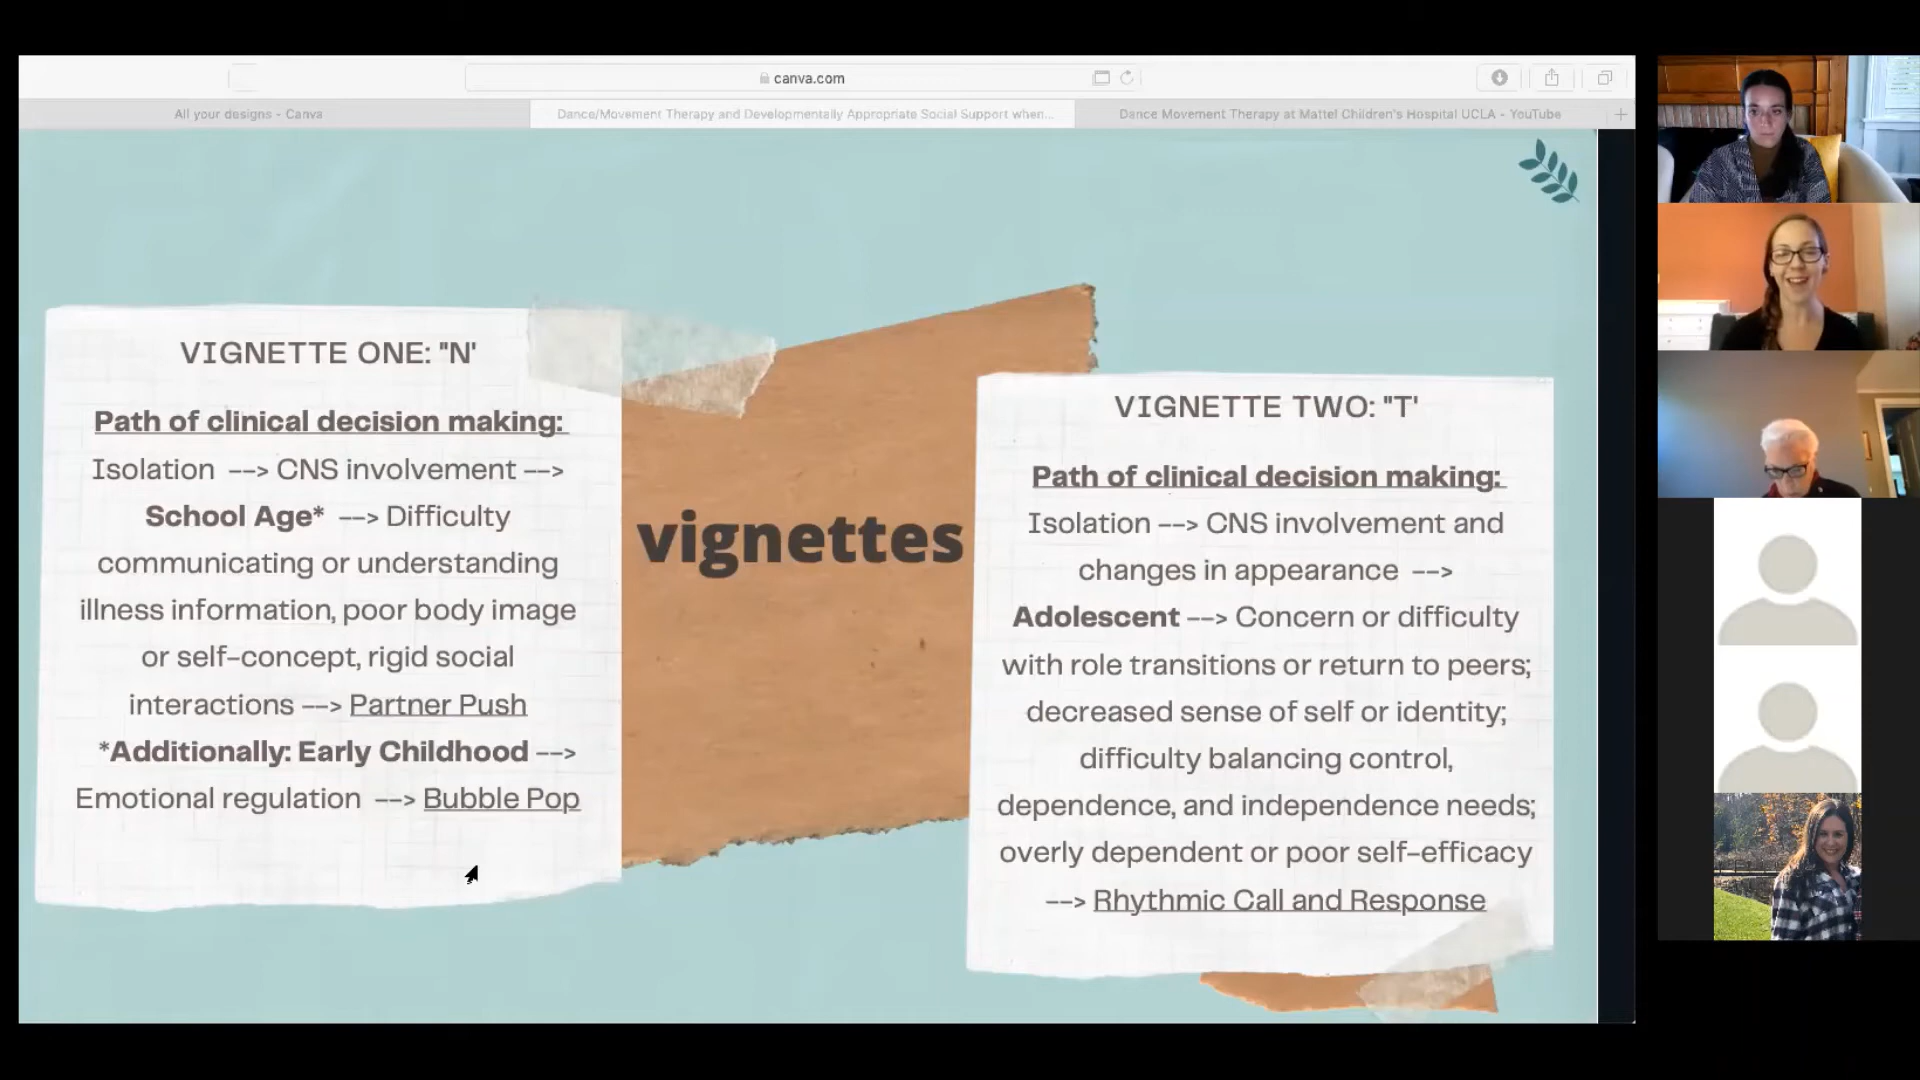 canva.com
All your designs - Canva
Dance/Movement Therapy and Developmentally Appropriate Social Support when...
Dance Movement Therapy at Mattel Children's Hospital UCLA - YouTube
VIGNETTE ONE: "N'
Path of clinical decision making:
Isolation --> CNS involvement -->
School Age* --> Difficulty
communicating or understanding
illness information, poor body image
or self-concept, rigid social
interactions --> Partner Push
*Additionally: Early Childhood -->
Emotional regulation --> Bubble Pop
vignettes
VIGNETTE TWO: "T'
Path of clinical decision making:
Isolation --> CNS involvement and
changes in appearance -->
Adolescent --> Concern or difficulty
with role transitions or return to peers;
decreased sense of self or identity;
difficulty balancing control,
dependence, and independence needs;
overly dependent or poor self-efficacy
--> Rhythmic Call and Response